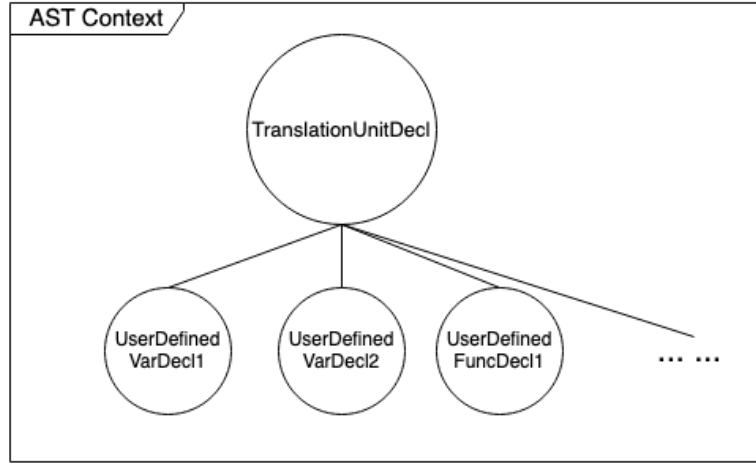 AST Context
TranslationUnitDecl
UserDefined
VarDecl1
UserDefined
VarDecl2
UserDefined
FuncDecl1
... ...